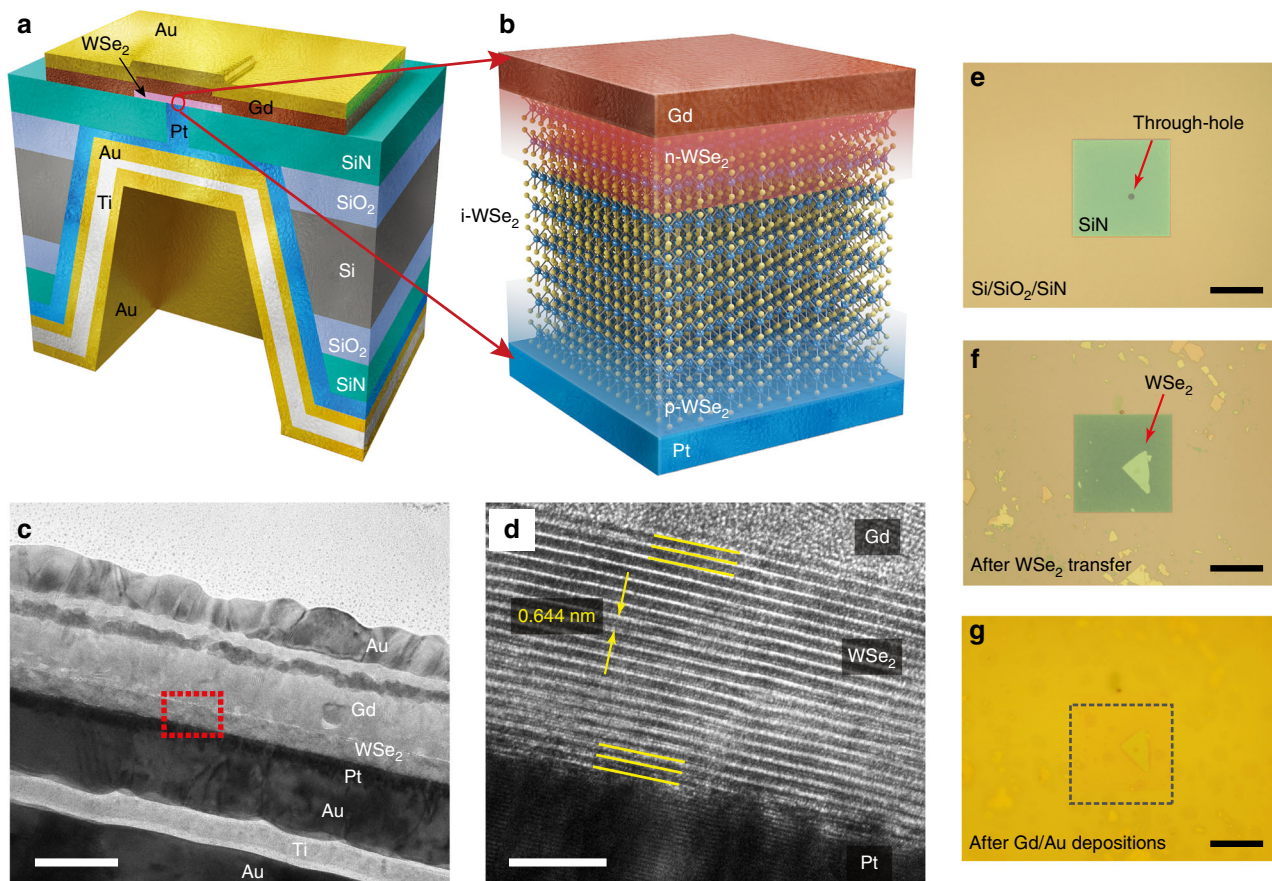 a
Au
WSe₂
Gd
Pt
SiN
Au
SiO₂
Ti
Si
Au
SiO₂
SiN
b
Gd
n-WSe₂
i-WSe₂
p-WSe₂
Pt
c
Au
Gd
WSe₂
Pt
Au
Ti
Au
d
Gd
0.644 nm
WSe₂
Pt
e
Through-hole
SiN
Si/SiO₂/SiN
f
WSe₂
After WSe₂ transfer
g
After Gd/Au depositions